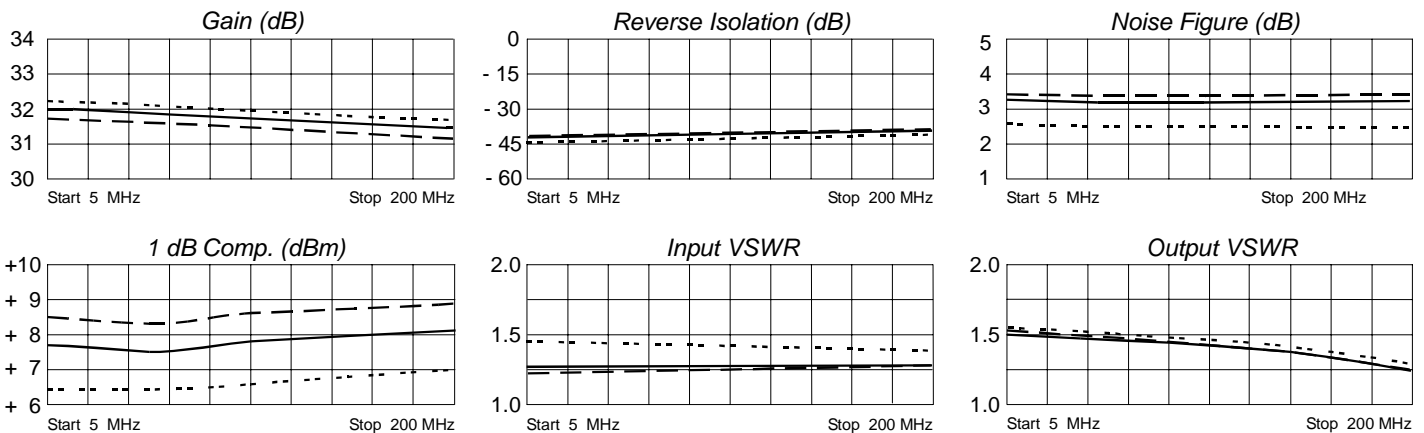 Gain (dB)
34
33
32
31
30
Start 5 MHz
Stop 200 MHz
Reverse Isolation (dB)
0
- 15
- 30
- 45
- 60
Start 5 MHz
Stop 200 MHz
Noise Figure (dB)
5
4
3
2
1
Start 5 MHz
Stop 200 MHz
1 dB Comp. (dBm)
+10
+ 9
+ 8
+ 7
+ 6
Start 5 MHz
Stop 200 MHz
Input VSWR
2.0
1.5
1.0
Start 5 MHz
Stop 200 MHz
Output VSWR
2.0
1.5
1.0
Start 5 MHz
Stop 200 MHz